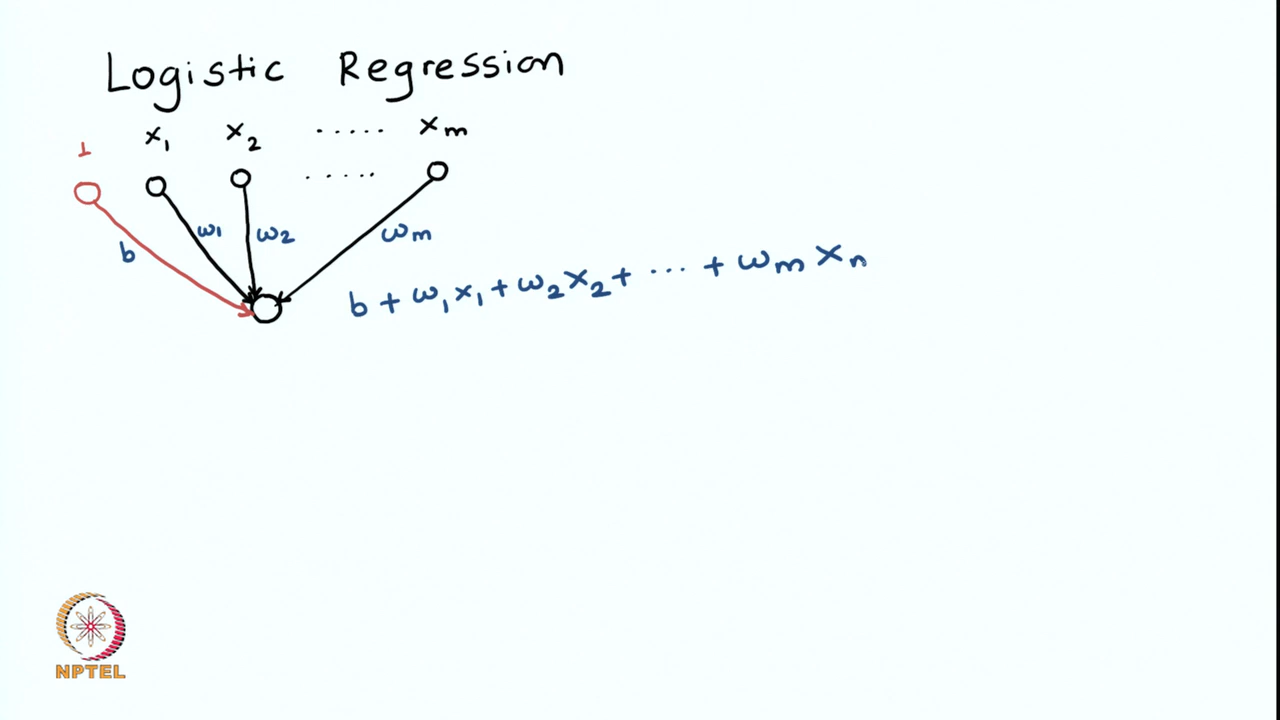 Logistic Regression
1 x₁ x₂ ..... xₘ
.....
b w₁ w₂ wₘ
b + w₁x₁ + w₂x₂ + ... + wₘxₙ
NPTEL